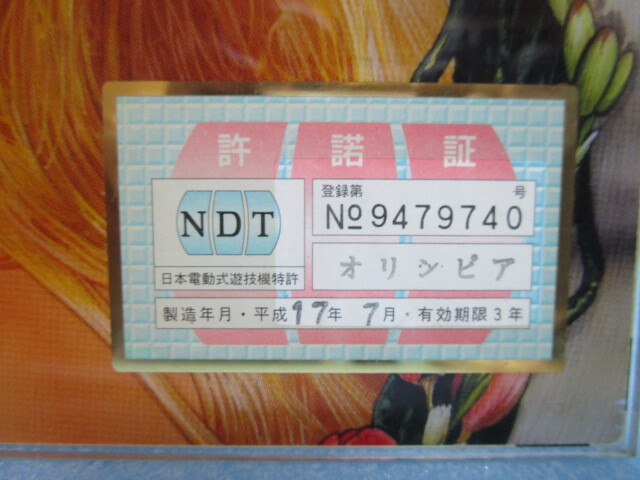 許諾証
NDT
日本電動式遊技機特許
登録第 号
№9479740
オリンピア
製造年月・平成17年 7月・有効期限3年